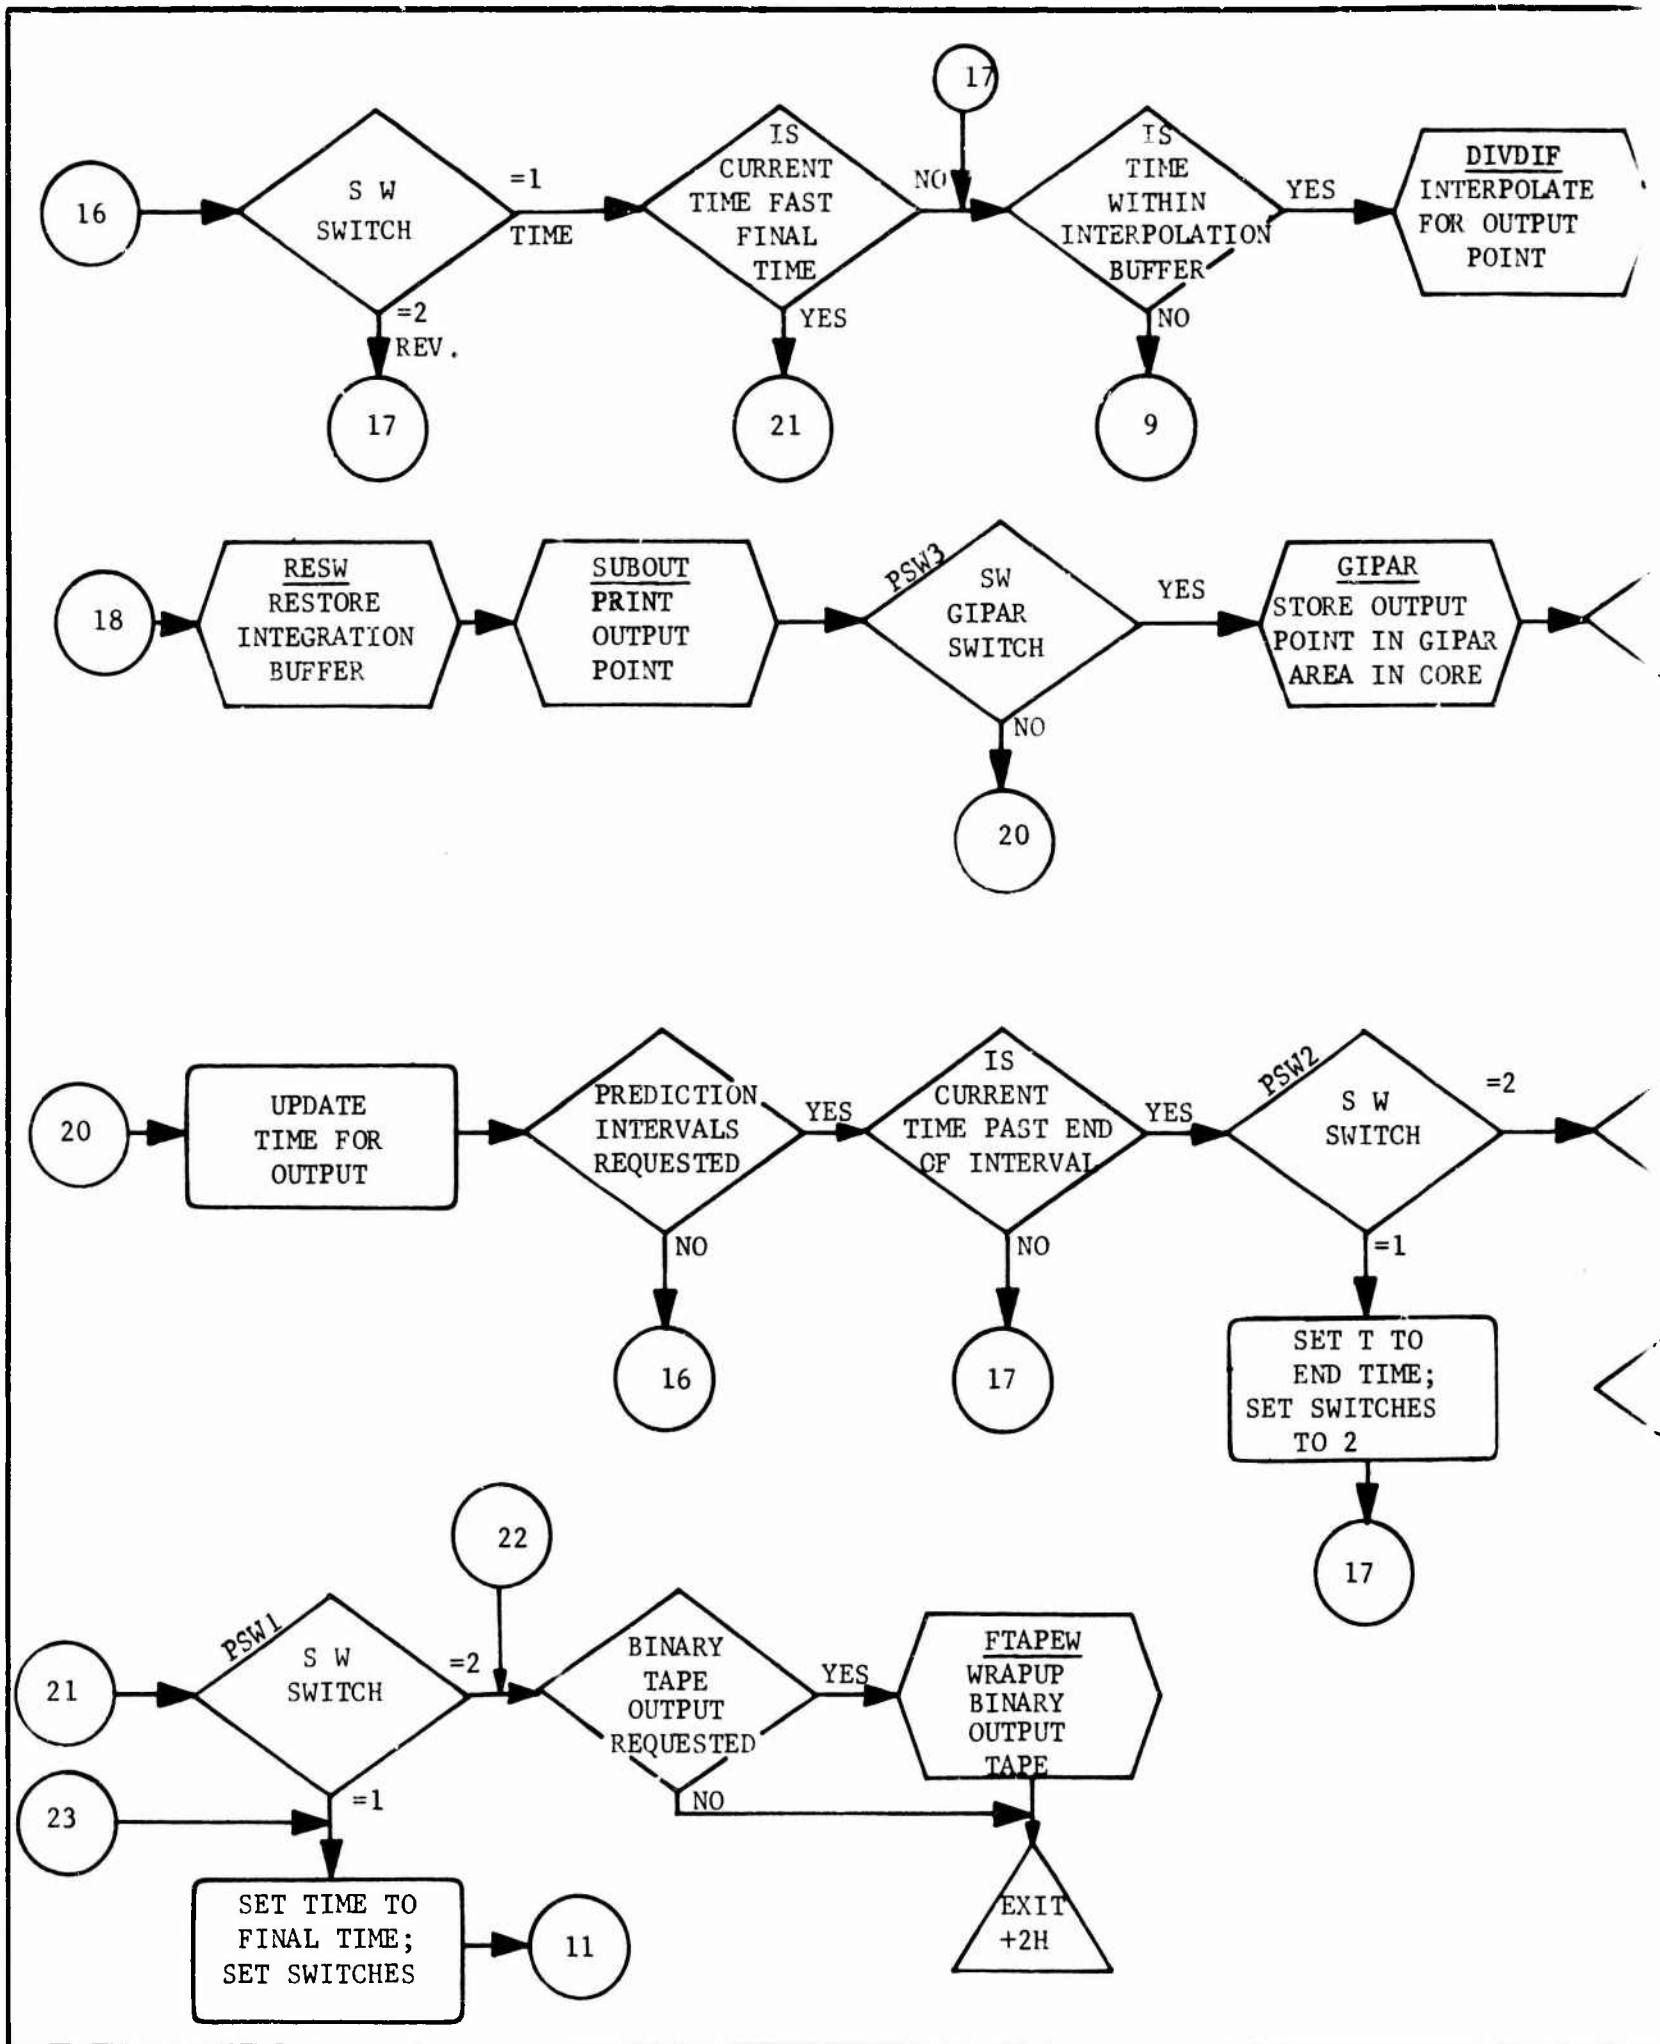 17
16
S W
SWITCH
=1
TIME
=2
REV.
17
IS
CURRENT
TIME FAST
FINAL
TIME
NO
YES
21
IS
TIME
WITHIN
INTERPOLATION
BUFFER
YES
NO
9
DIVDIF
INTERPOLATE
FOR OUTPUT
POINT
18
RESW
RESTORE
INTEGRATION
BUFFER
SUBOUT
PRINT
OUTPUT
POINT
PSW3
SW
GIPAR
SWITCH
YES
NO
20
GIPAR
STORE OUTPUT
POINT IN GIPAR
AREA IN CORE
20
UPDATE
TIME FOR
OUTPUT
PREDICTION
INTERVALS
REQUESTED
YES
NO
16
IS
CURRENT
TIME PAST END
OF INTERVAL
YES
NO
17
PSW2
S W
SWITCH
=2
=1
SET T TO
END TIME;
SET SWITCHES
TO 2
17
22
21
PSW1
S W
SWITCH
=2
=1
BINARY
TAPE
OUTPUT
REQUESTED
YES
NO
FTAPEW
WRAPUP
BINARY
OUTPUT
TAPE
23
SET TIME TO
FINAL TIME;
SET SWITCHES
11
EXIT
+2H